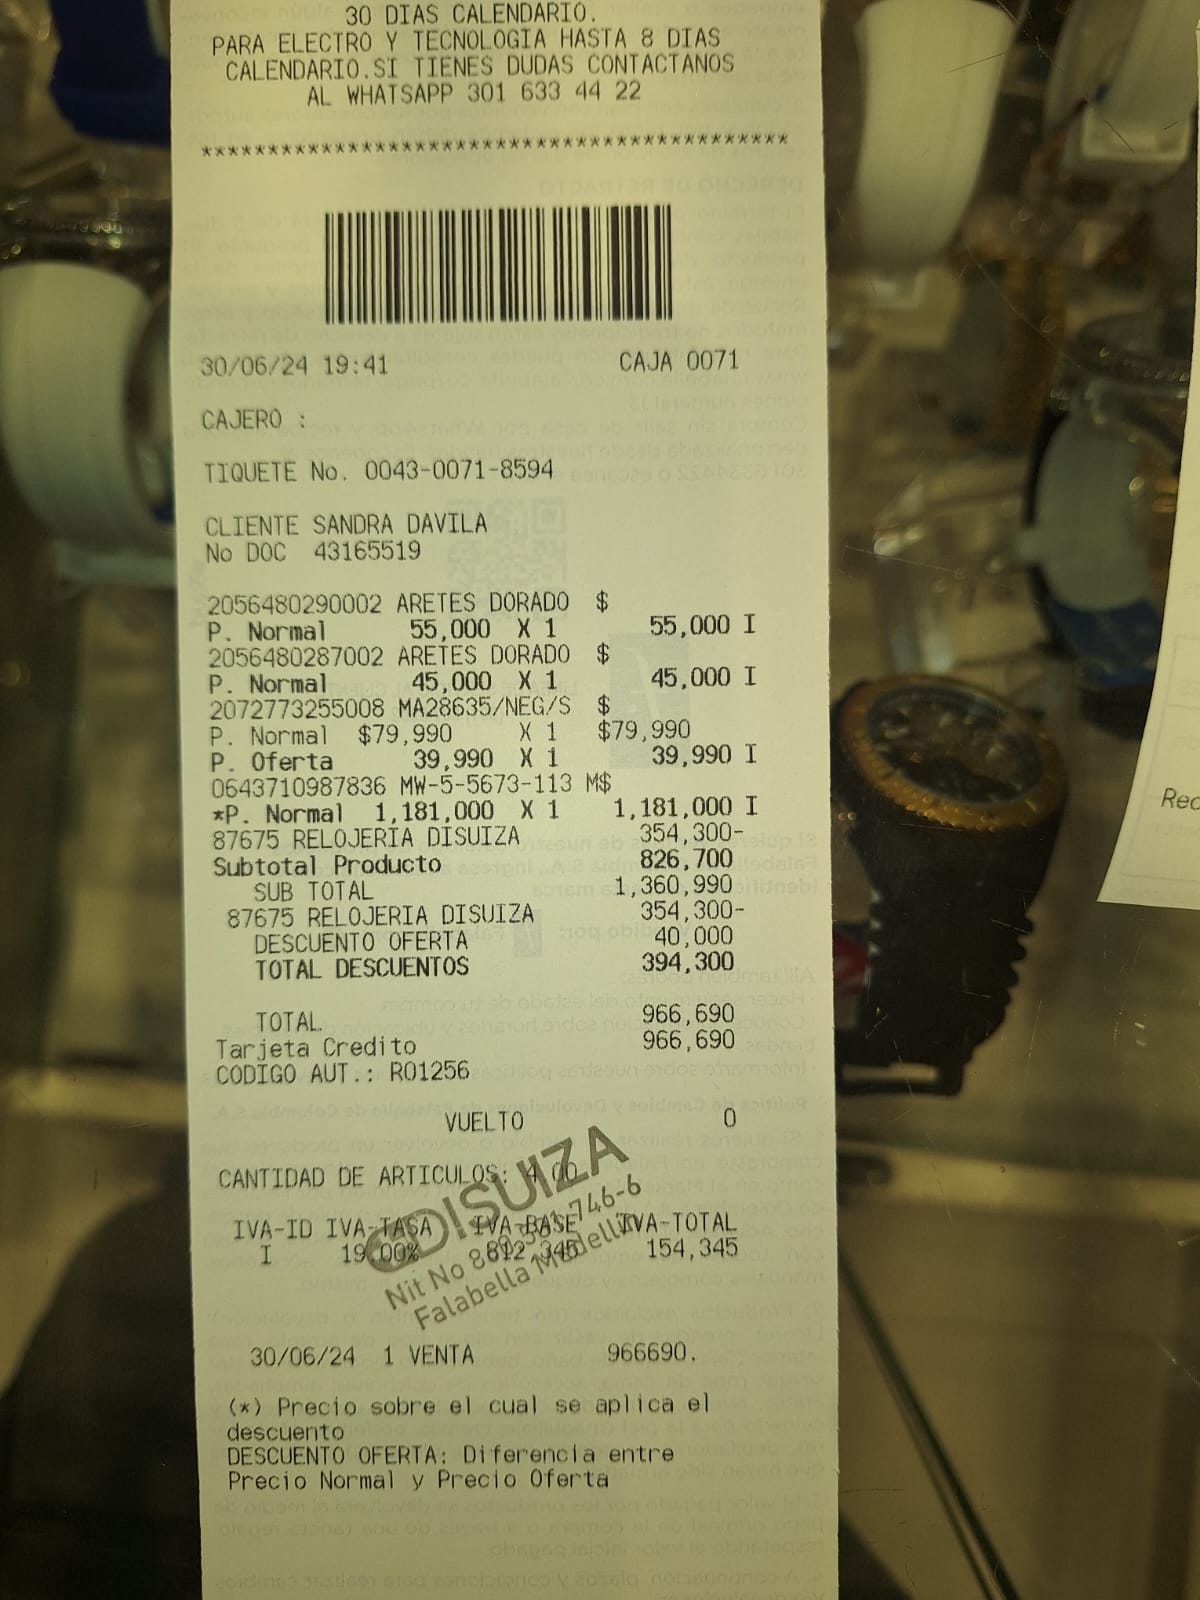 30 DIAS CALENDARIO.
PARA ELECTRO Y TECNOLOGIA HASTA 8 DIAS
CALENDARIO.SI TIENES DUDAS CONTACTANOS
AL WHATSAPP 301 633 44 22
********************************************
30/06/24 19:41 CAJA 0071
CAJERO :
TIQUETE No. 0043-0071-8594
CLIENTE SANDRA DAVILA
No DOC 43165519
2056480290002 ARETES DORADO $
P. Normal 55,000 X 1 55,000 I
2056480287002 ARETES DORADO $
P. Normal 45,000 X 1 45,000 I
2072773255008 MA28635/NEG/S $
P. Normal $79,990 X 1 $79,990
P. Oferta 39,990 X 1 39,990 I
0643710987836 MW-5-5673-113 M$
*P. Normal 1,181,000 X 1 1,181,000 I
87675 RELOJERIA DISUIZA 354,300-
Subtotal Producto 826,700
SUB TOTAL 1,360,990
87675 RELOJERIA DISUIZA 354,300-
DESCUENTO OFERTA 40,000
TOTAL DESCUENTOS 394,300
TOTAL 966,690
Tarjeta Credito 966,690
CODIGO AUT.: R01256
VUELTO 0
CANTIDAD DE ARTICULOS: 4.00
IVA-ID IVA-TASA IVA-BASE IVA-TOTAL
I 19.00% 812,345 154,345
DISUIZA
Nit No
Falabella Medellín
30/06/24 1 VENTA 966690.
(*) Precio sobre el cual se aplica el
descuento
DESCUENTO OFERTA: Diferencia entre
Precio Normal y Precio Oferta
Rec